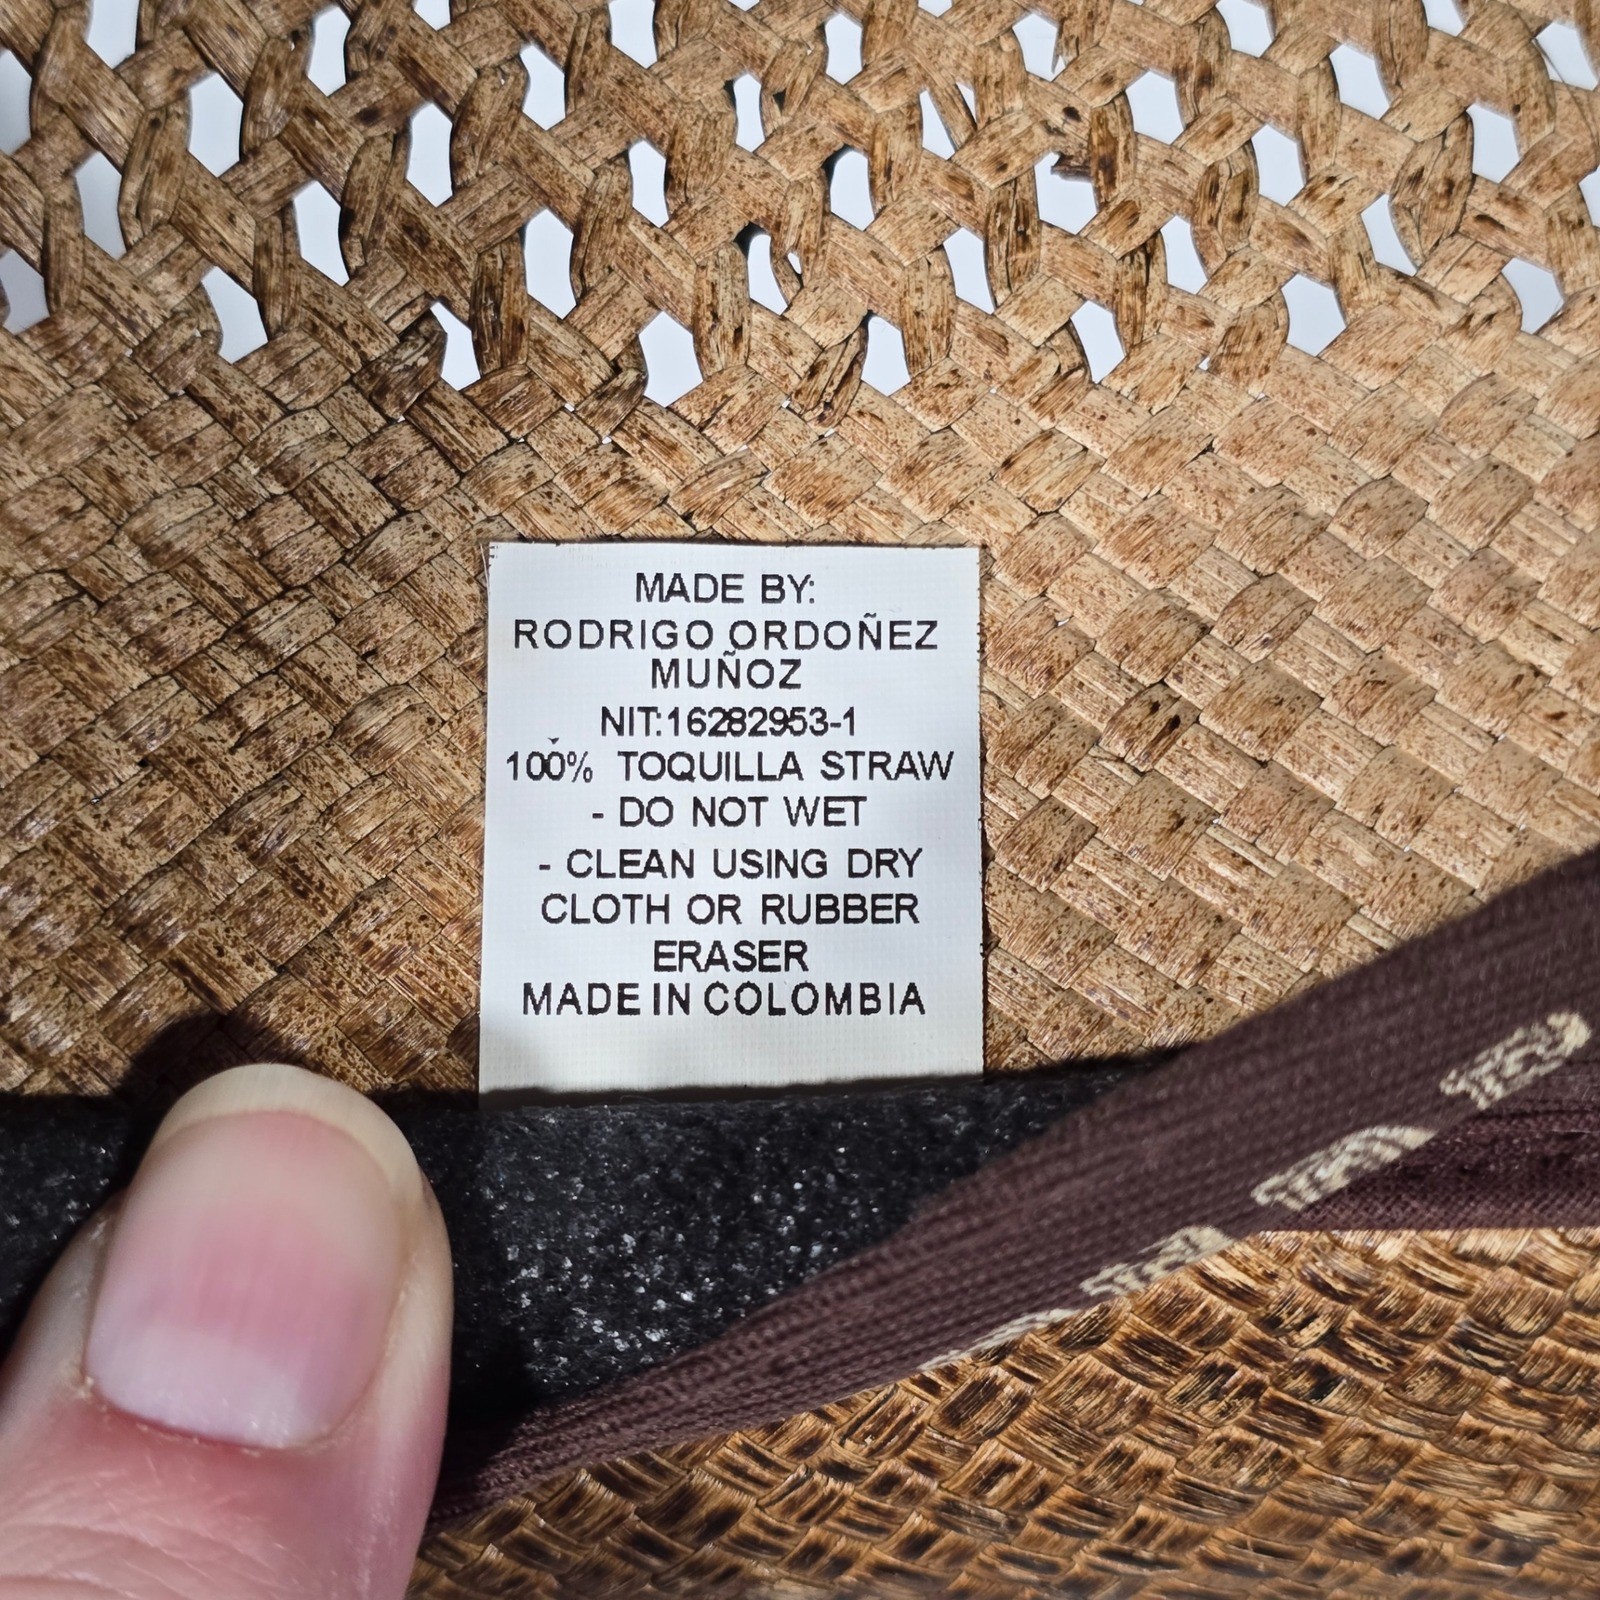 MADE BY:
RODRIGO ORDOÑEZ
MUÑOZ
NIT:16282953-1
100% TOQUILLA STRAW
- DO NOT WET
- CLEAN USING DRY
CLOTH OR RUBBER
ERASER
MADE IN COLOMBIA